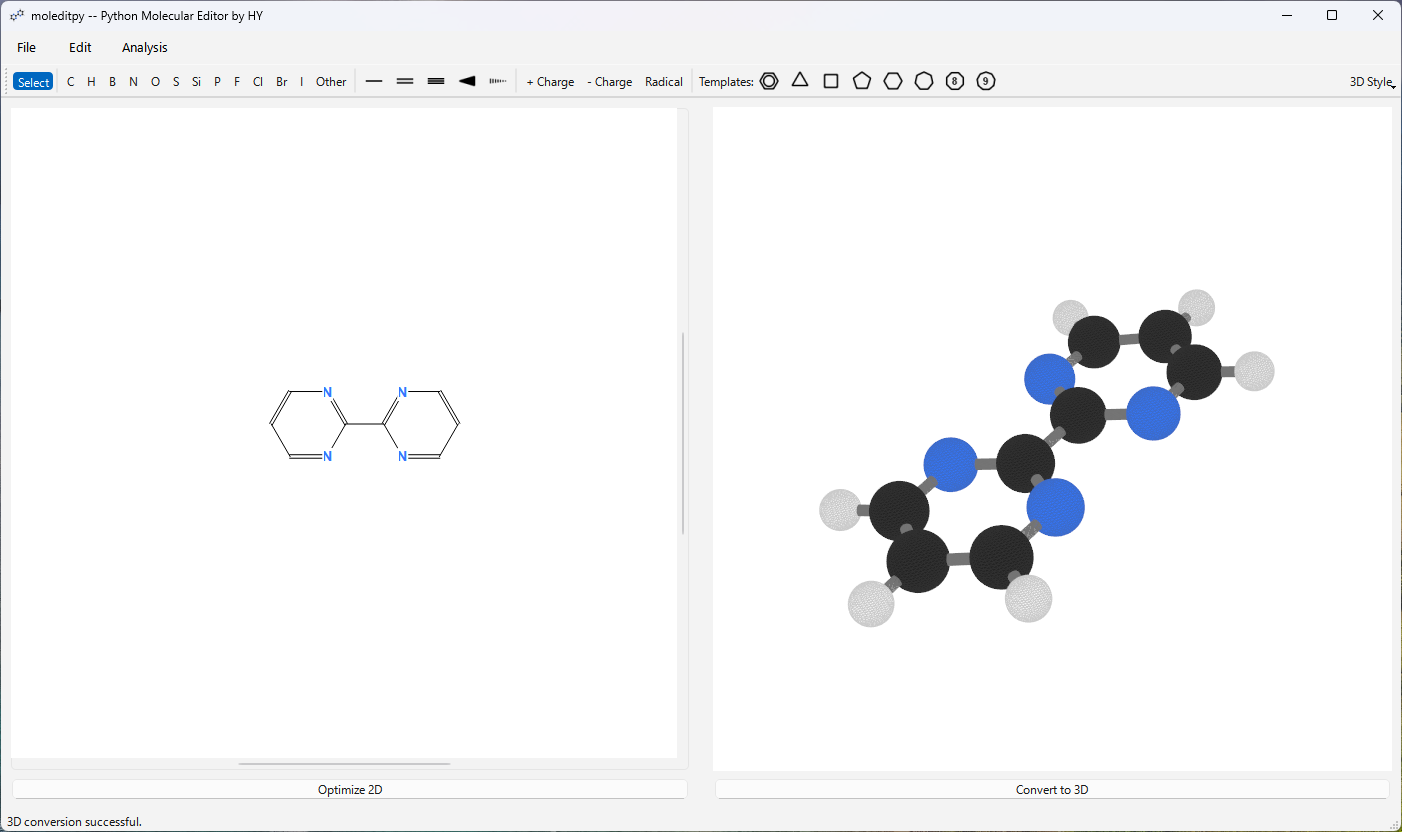 moleditpy -- Python Molecular Editor by HY
File Edit Analysis
Select C H B N O S Si P F Cl Br I Other + Charge - Charge Radical Templates: 8 9 3D Style
N N
N N
Optimize 2D Convert to 3D
3D conversion successful.